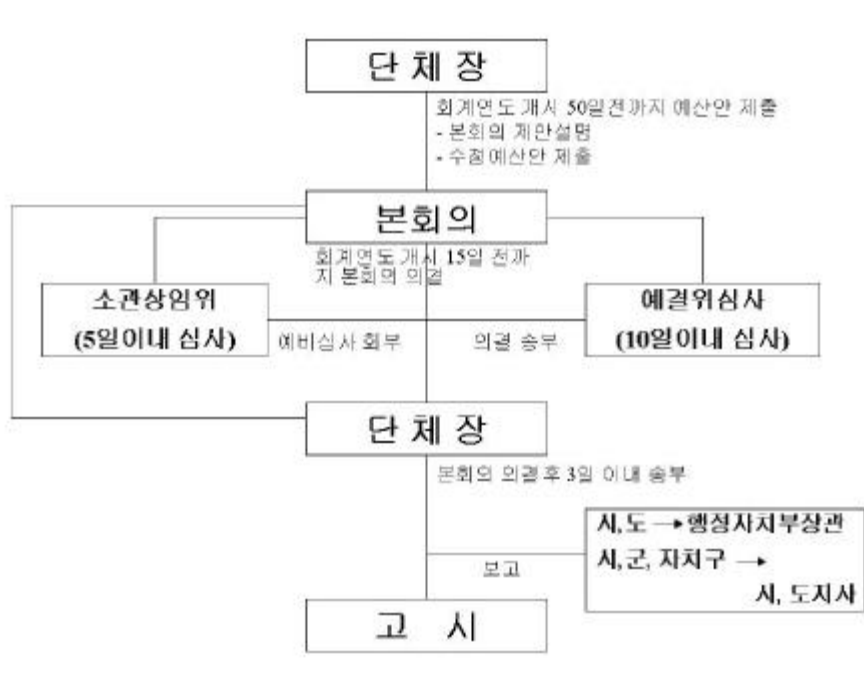 단 체 장
회계연도 개시 50일전까지 예산안 제출
- 본회의 제안설명
- 수정예산안 제출
본회의
회계연도 개시 15일 전까
지 본회의 의결
소관상임위
(5일이내 심사)
예비심사 회부
의결 송부
예결위심사
(10일이내 심사)
단 체 장
본회의 의결 후 3일 이내 송부
보고
시,도 → 행정자치부장관
시,군, 자치구 →
시, 도지사
고 시